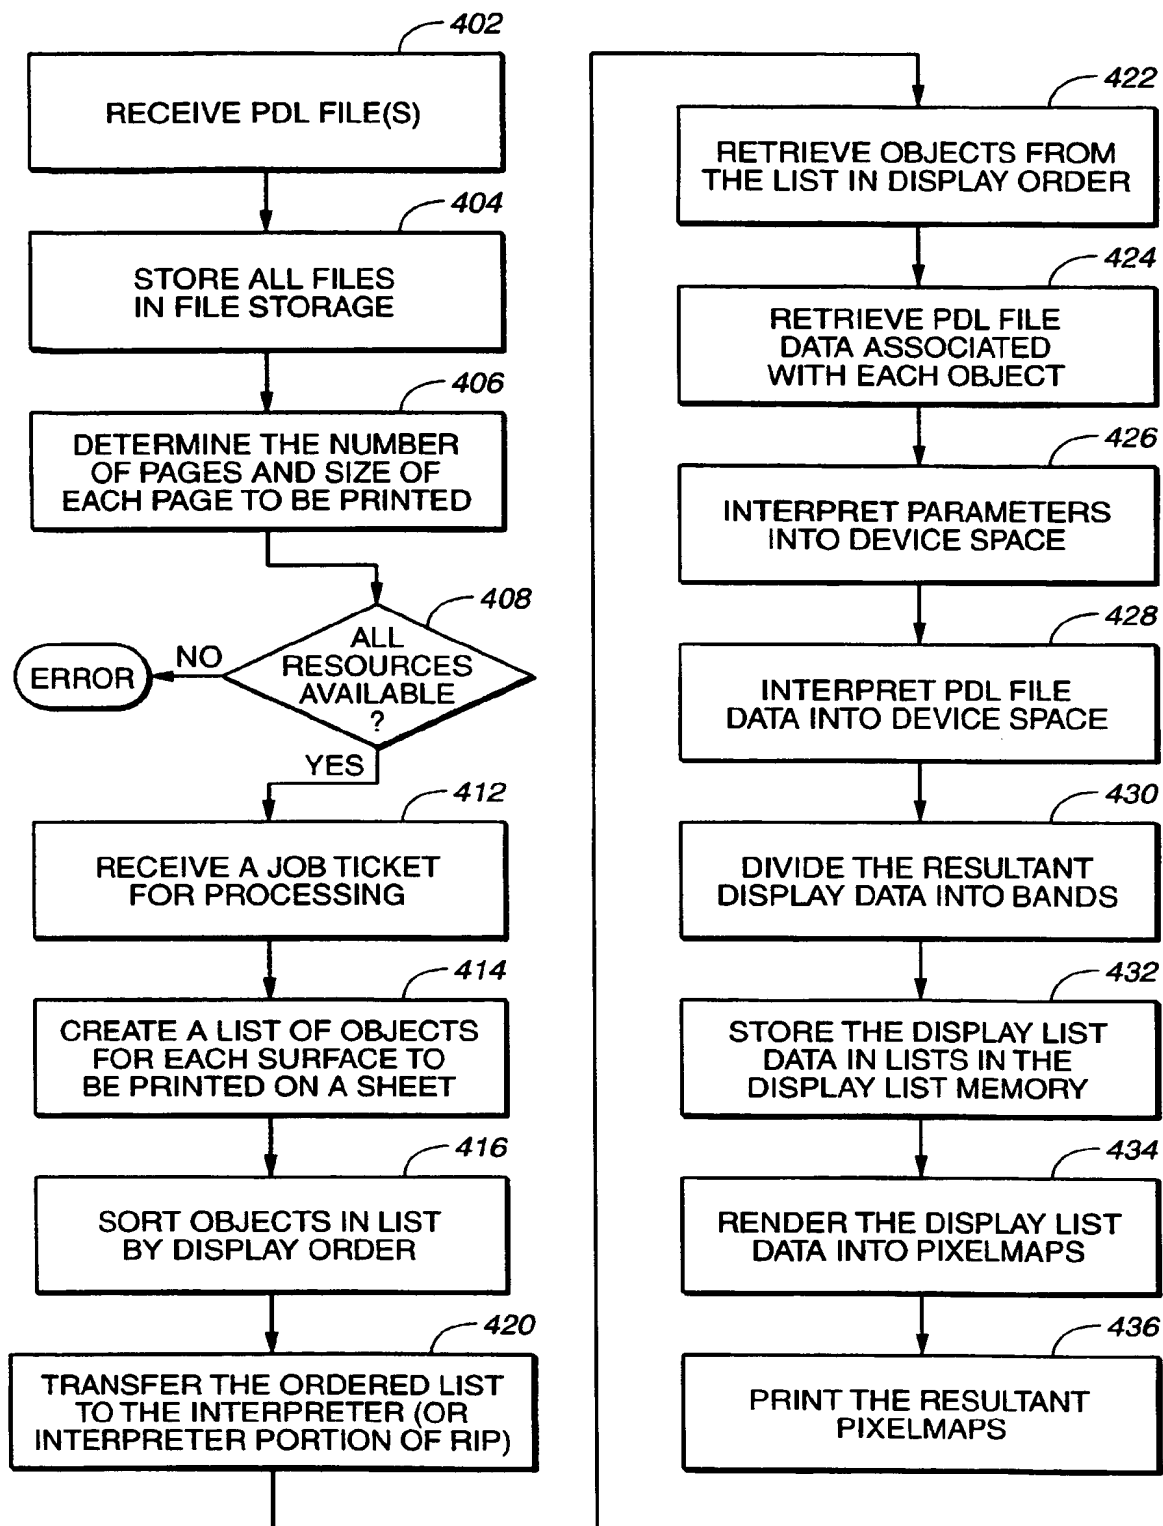 402
RECEIVE PDL FILE(S)
404
STORE ALL FILES
IN FILE STORAGE
406
DETERMINE THE NUMBER
OF PAGES AND SIZE OF
EACH PAGE TO BE PRINTED
408
ALL
RESOURCES
AVAILABLE
?
NO
ERROR
YES
412
RECEIVE A JOB TICKET
FOR PROCESSING
414
CREATE A LIST OF OBJECTS
FOR EACH SURFACE TO
BE PRINTED ON A SHEET
416
SORT OBJECTS IN LIST
BY DISPLAY ORDER
420
TRANSFER THE ORDERED LIST
TO THE INTERPRETER (OR
INTERPRETER PORTION OF RIP)
422
RETRIEVE OBJECTS FROM
THE LIST IN DISPLAY ORDER
424
RETRIEVE PDL FILE
DATA ASSOCIATED
WITH EACH OBJECT
426
INTERPRET PARAMETERS
INTO DEVICE SPACE
428
INTERPRET PDL FILE
DATA INTO DEVICE SPACE
430
DIVIDE THE RESULTANT
DISPLAY DATA INTO BANDS
432
STORE THE DISPLAY LIST
DATA IN LISTS IN THE
DISPLAY LIST MEMORY
434
RENDER THE DISPLAY LIST
DATA INTO PIXELMAPS
436
PRINT THE RESULTANT
PIXELMAPS